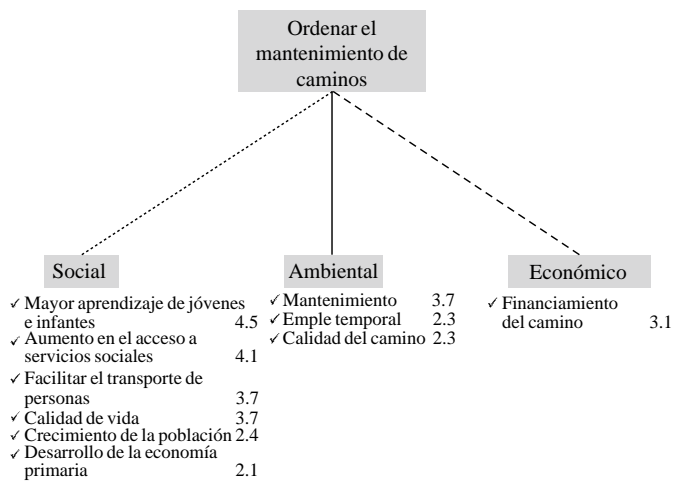 Ordenar el
mantenimiento de
caminos
Social
✓ Mayor aprendizaje de jóvenes
e infantes 4.5
✓ Aumento en el acceso a
servicios sociales 4.1
✓ Facilitar el transporte de
personas 3.7
✓ Calidad de vida 3.7
✓ Crecimiento de la población 2.4
✓ Desarrollo de la economía
primaria 2.1
Ambiental
✓ Mantenimiento 3.7
✓ Emple temporal 2.3
✓ Calidad del camino 2.3
Económico
✓ Financiamiento
del camino 3.1